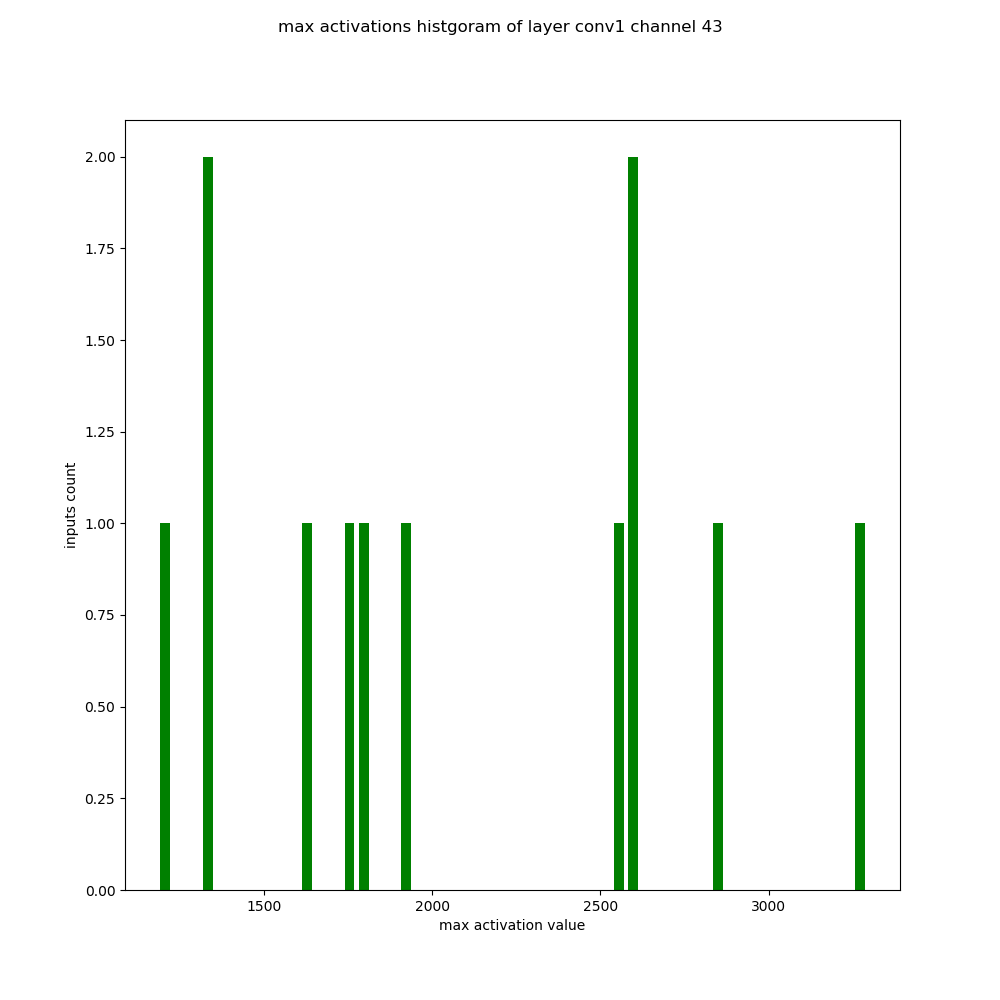 max activations histgoram of layer conv1 channel 43
2.00
1.75
1.50
1.25
1.00
0.75
0.50
0.25
0.00
inputs count
1500 2000 2500 3000
max activation value